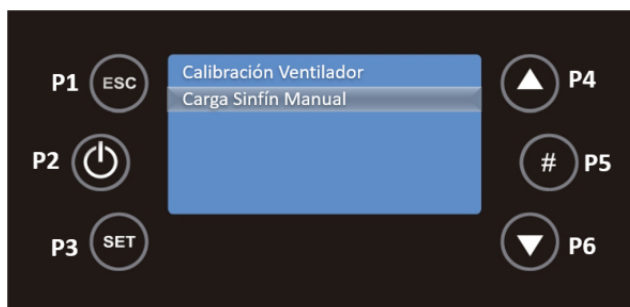 P1 ESC
Calibración Ventilador
Carga Sinfín Manual
P4
P2
# P5
P3 SET
P6